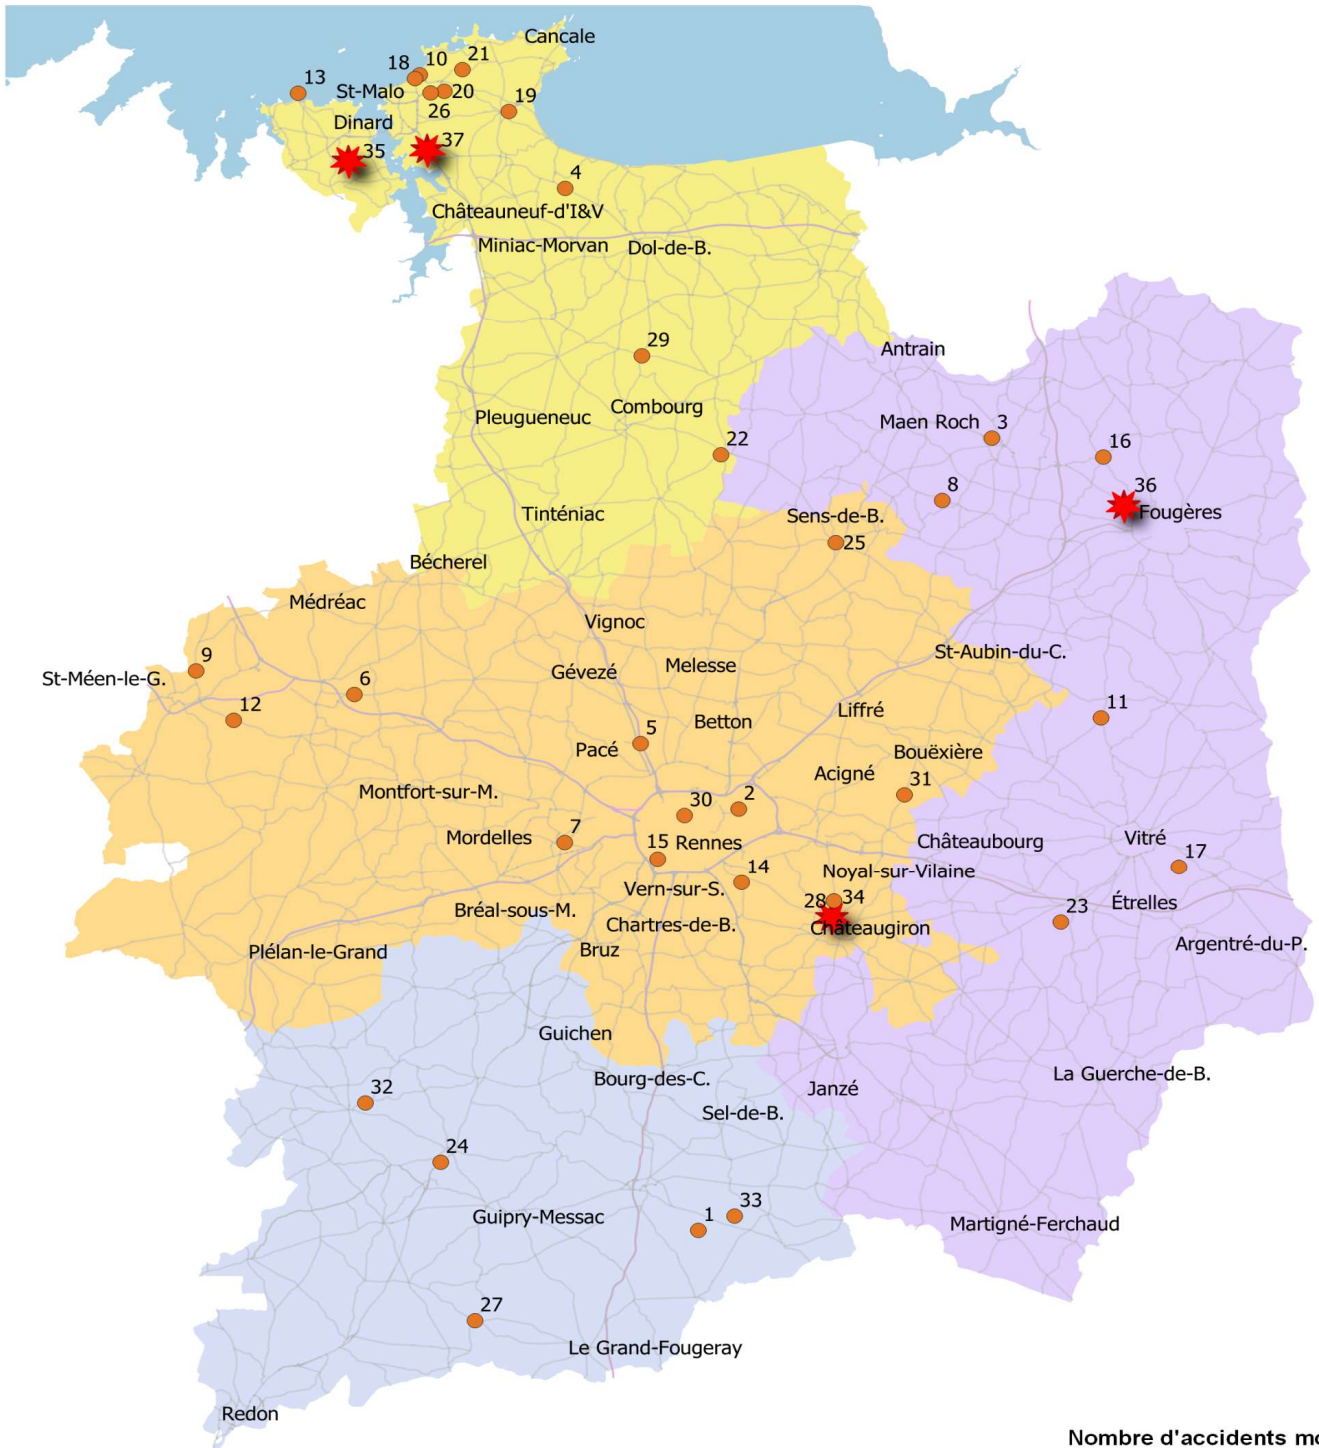 Cancale
21
10
18
13
St-Malo
20
19
26
Dinard
37
35
4
Châteauneuf-d'I&V
Miniac-Morvan
Dol-de-B.
29
Antrain
Combourg
Pleugueneuc
Maen Roch
3
22
16
8
36
Fougères
Tinténiac
Sens-de-B.
25
Bécherel
Médréac
Vignoc
9
St-Méen-le-G.
Gévezé
Melesse
St-Aubin-du-C.
6
12
11
Liffré
Betton
5
Pacé
Bouëxière
Acigné
31
Montfort-sur-M.
30
2
Mordelles
7
Rennes
Châteaubourg
Vitré
15
17
14
Noyal-sur-Vilaine
Vern-sur-S.
28
34
Étrelles
23
Bréal-sous-M.
Chartres-de-B.
Châteaugiron
Argentré-du-P.
Plélan-le-Grand
Bruz
Guichen
Bourg-des-C.
La Guerche-de-B.
32
Janzé
Sel-de-B.
24
33
1
Guipry-Messac
Martigné-Ferchaud
27
Le Grand-Fougeray
Redon
Nombre d'accidents mo